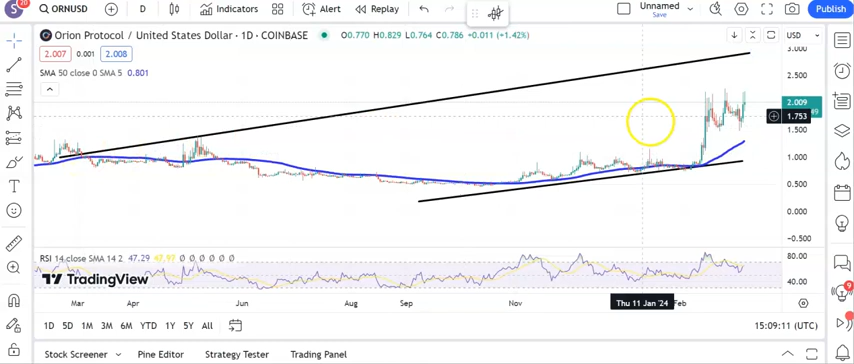 S 20 ORNUSD D Indicators Alert Replay Unnamed Save Publish
Orion Protocol / United States Dollar · 1D · COINBASE O0.770 H0.829 L0.764 C0.786 +0.011 (+1.42%) USD
2.007 0.001 2.008
SMA 50 close 0 SMA 5 0.801
3.000
2.500
2.009
1.753
1.500
1.000
0.500
0.000
−0.500
RSI 14 close SMA 14 2 47.29 47.97 ∅ ∅ ∅ ∅ ∅ ∅
80.00
TradingView
40.00
Mar Apr Jun Aug Sep Nov Thu 11 Jan '24 Feb
1D 5D 1M 3M 6M YTD 1Y 5Y All 15:09:11 (UTC)
Stock Screener Pine Editor Strategy Tester Trading Panel
9